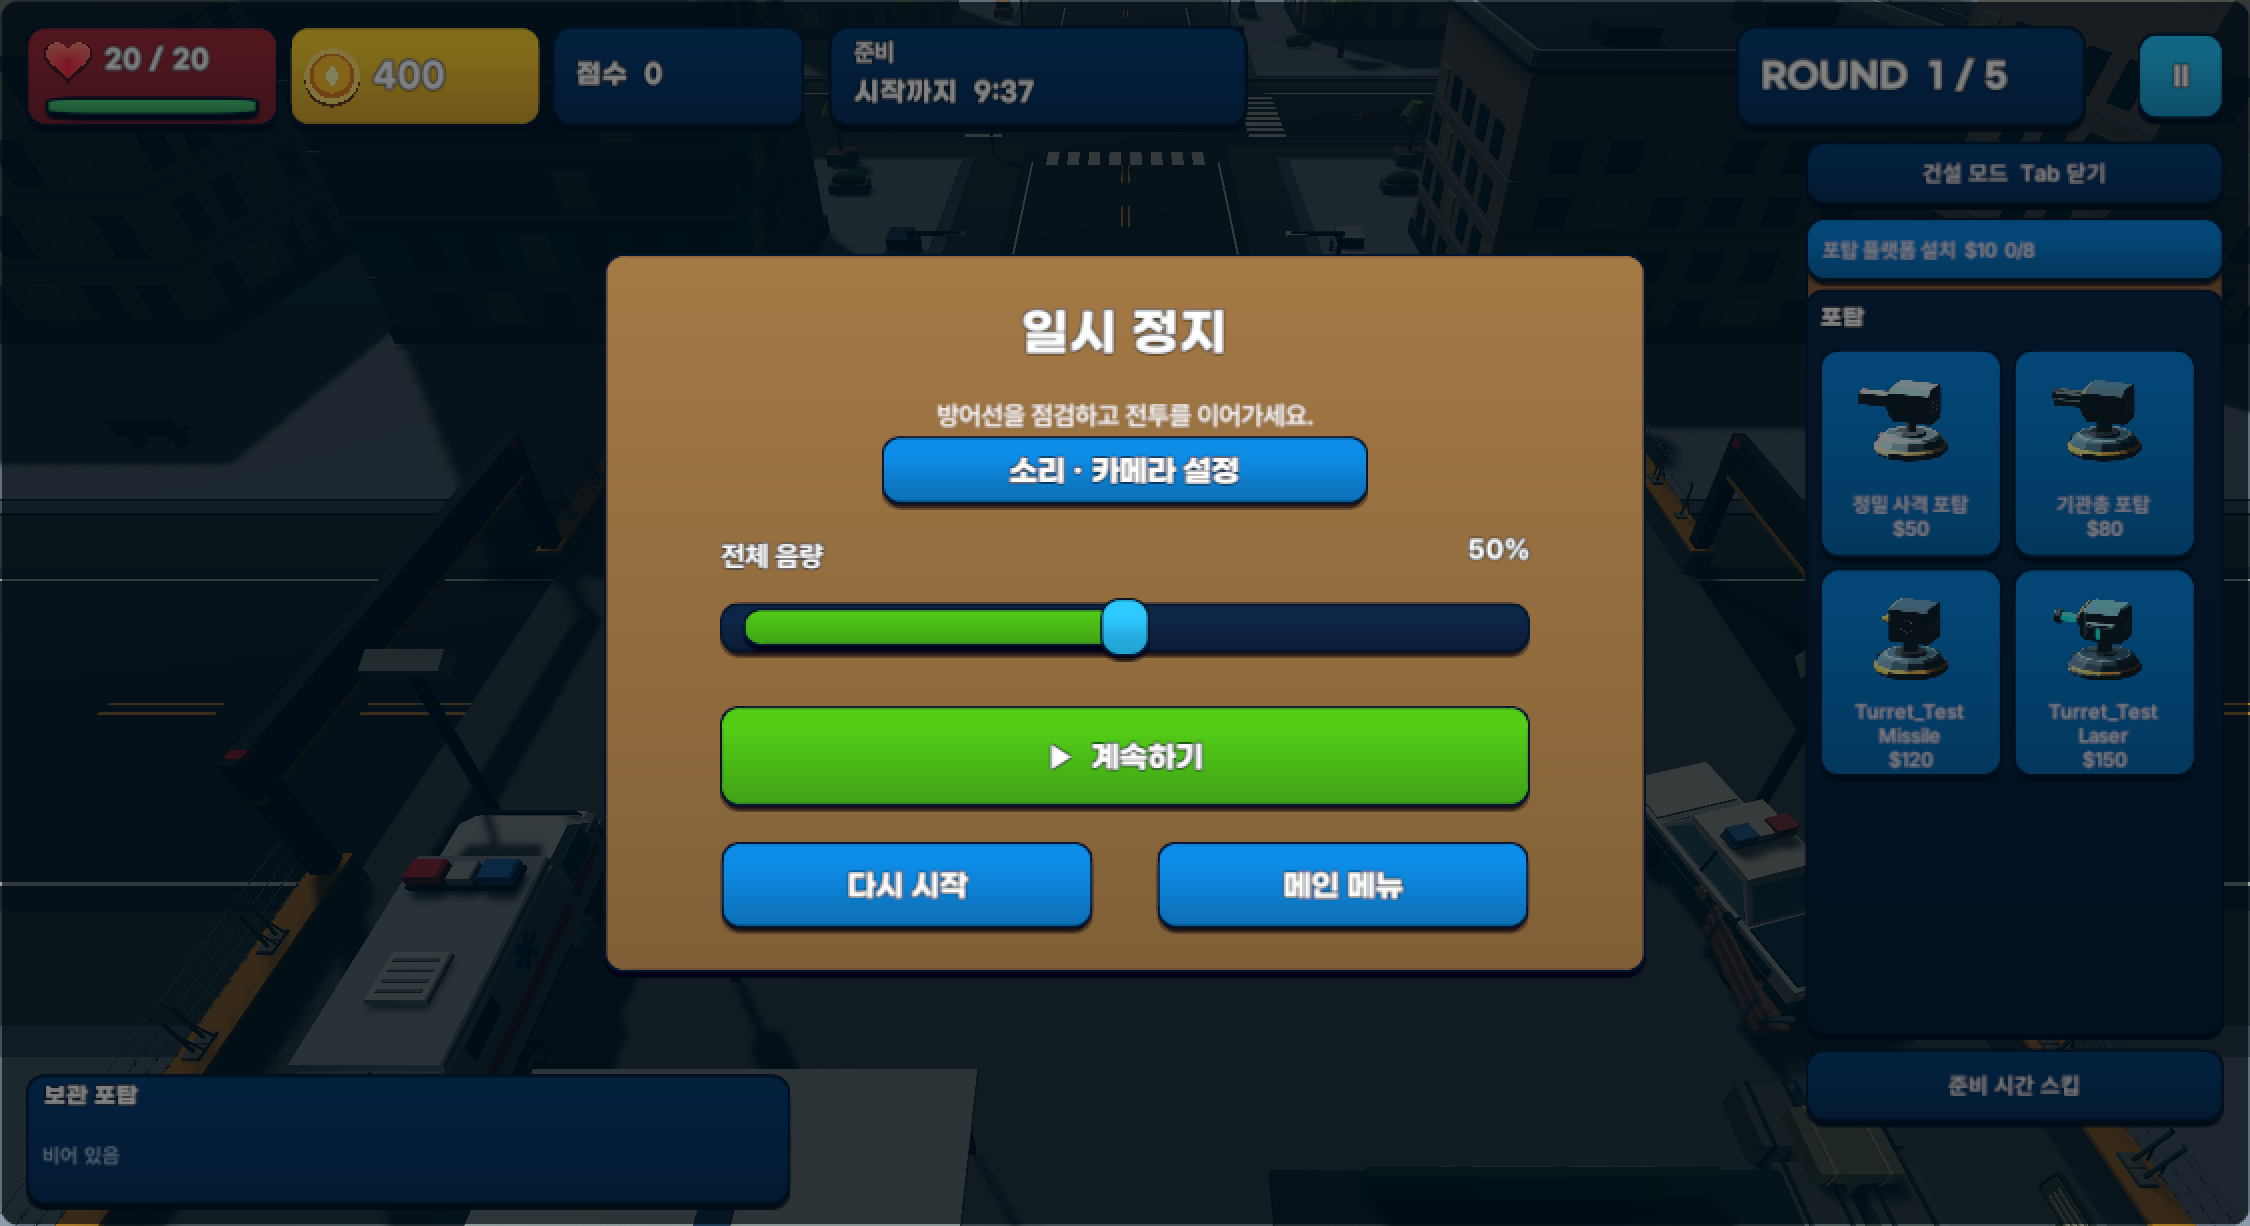 20 / 20
400
점수 0
준비
시작까지 9:37
ROUND 1 / 5
건설 모드 Tab 닫기
포탑 플랫폼 설치 $10 0/8
포탑
정밀 사격 포탑
$50
기관총 포탑
$80
Turret_Test
Missile
$120
Turret_Test
Laser
$150
준비 시간 스킵
일시 정지
방어선을 점검하고 전투를 이어가세요.
소리 · 카메라 설정
전체 음량
50%
▶ 계속하기
다시 시작
메인 메뉴
보관 포탑
비어 있음